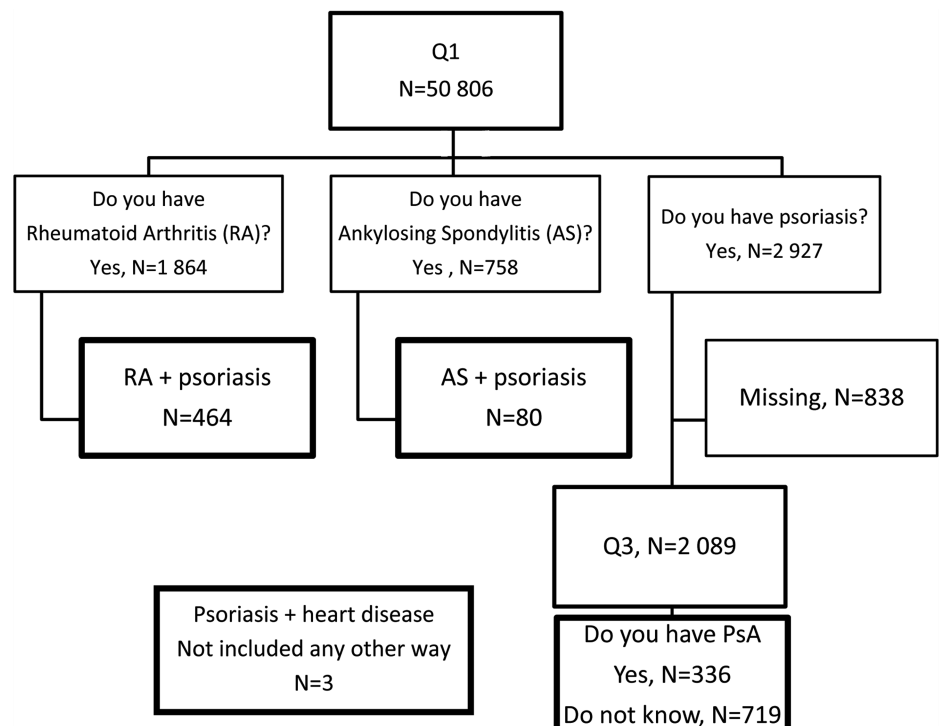 Q1
N=50 806
Do you have
Rheumatoid Arthritis (RA)?
Yes, N=1 864
Do you have
Ankylosing Spondylitis (AS)?
Yes , N=758
Do you have psoriasis?
Yes, N=2 927
RA + psoriasis
N=464
AS + psoriasis
N=80
Missing, N=838
Q3, N=2 089
Psoriasis + heart disease
Not included any other way
N=3
Do you have PsA
Yes, N=336
Do not know, N=719